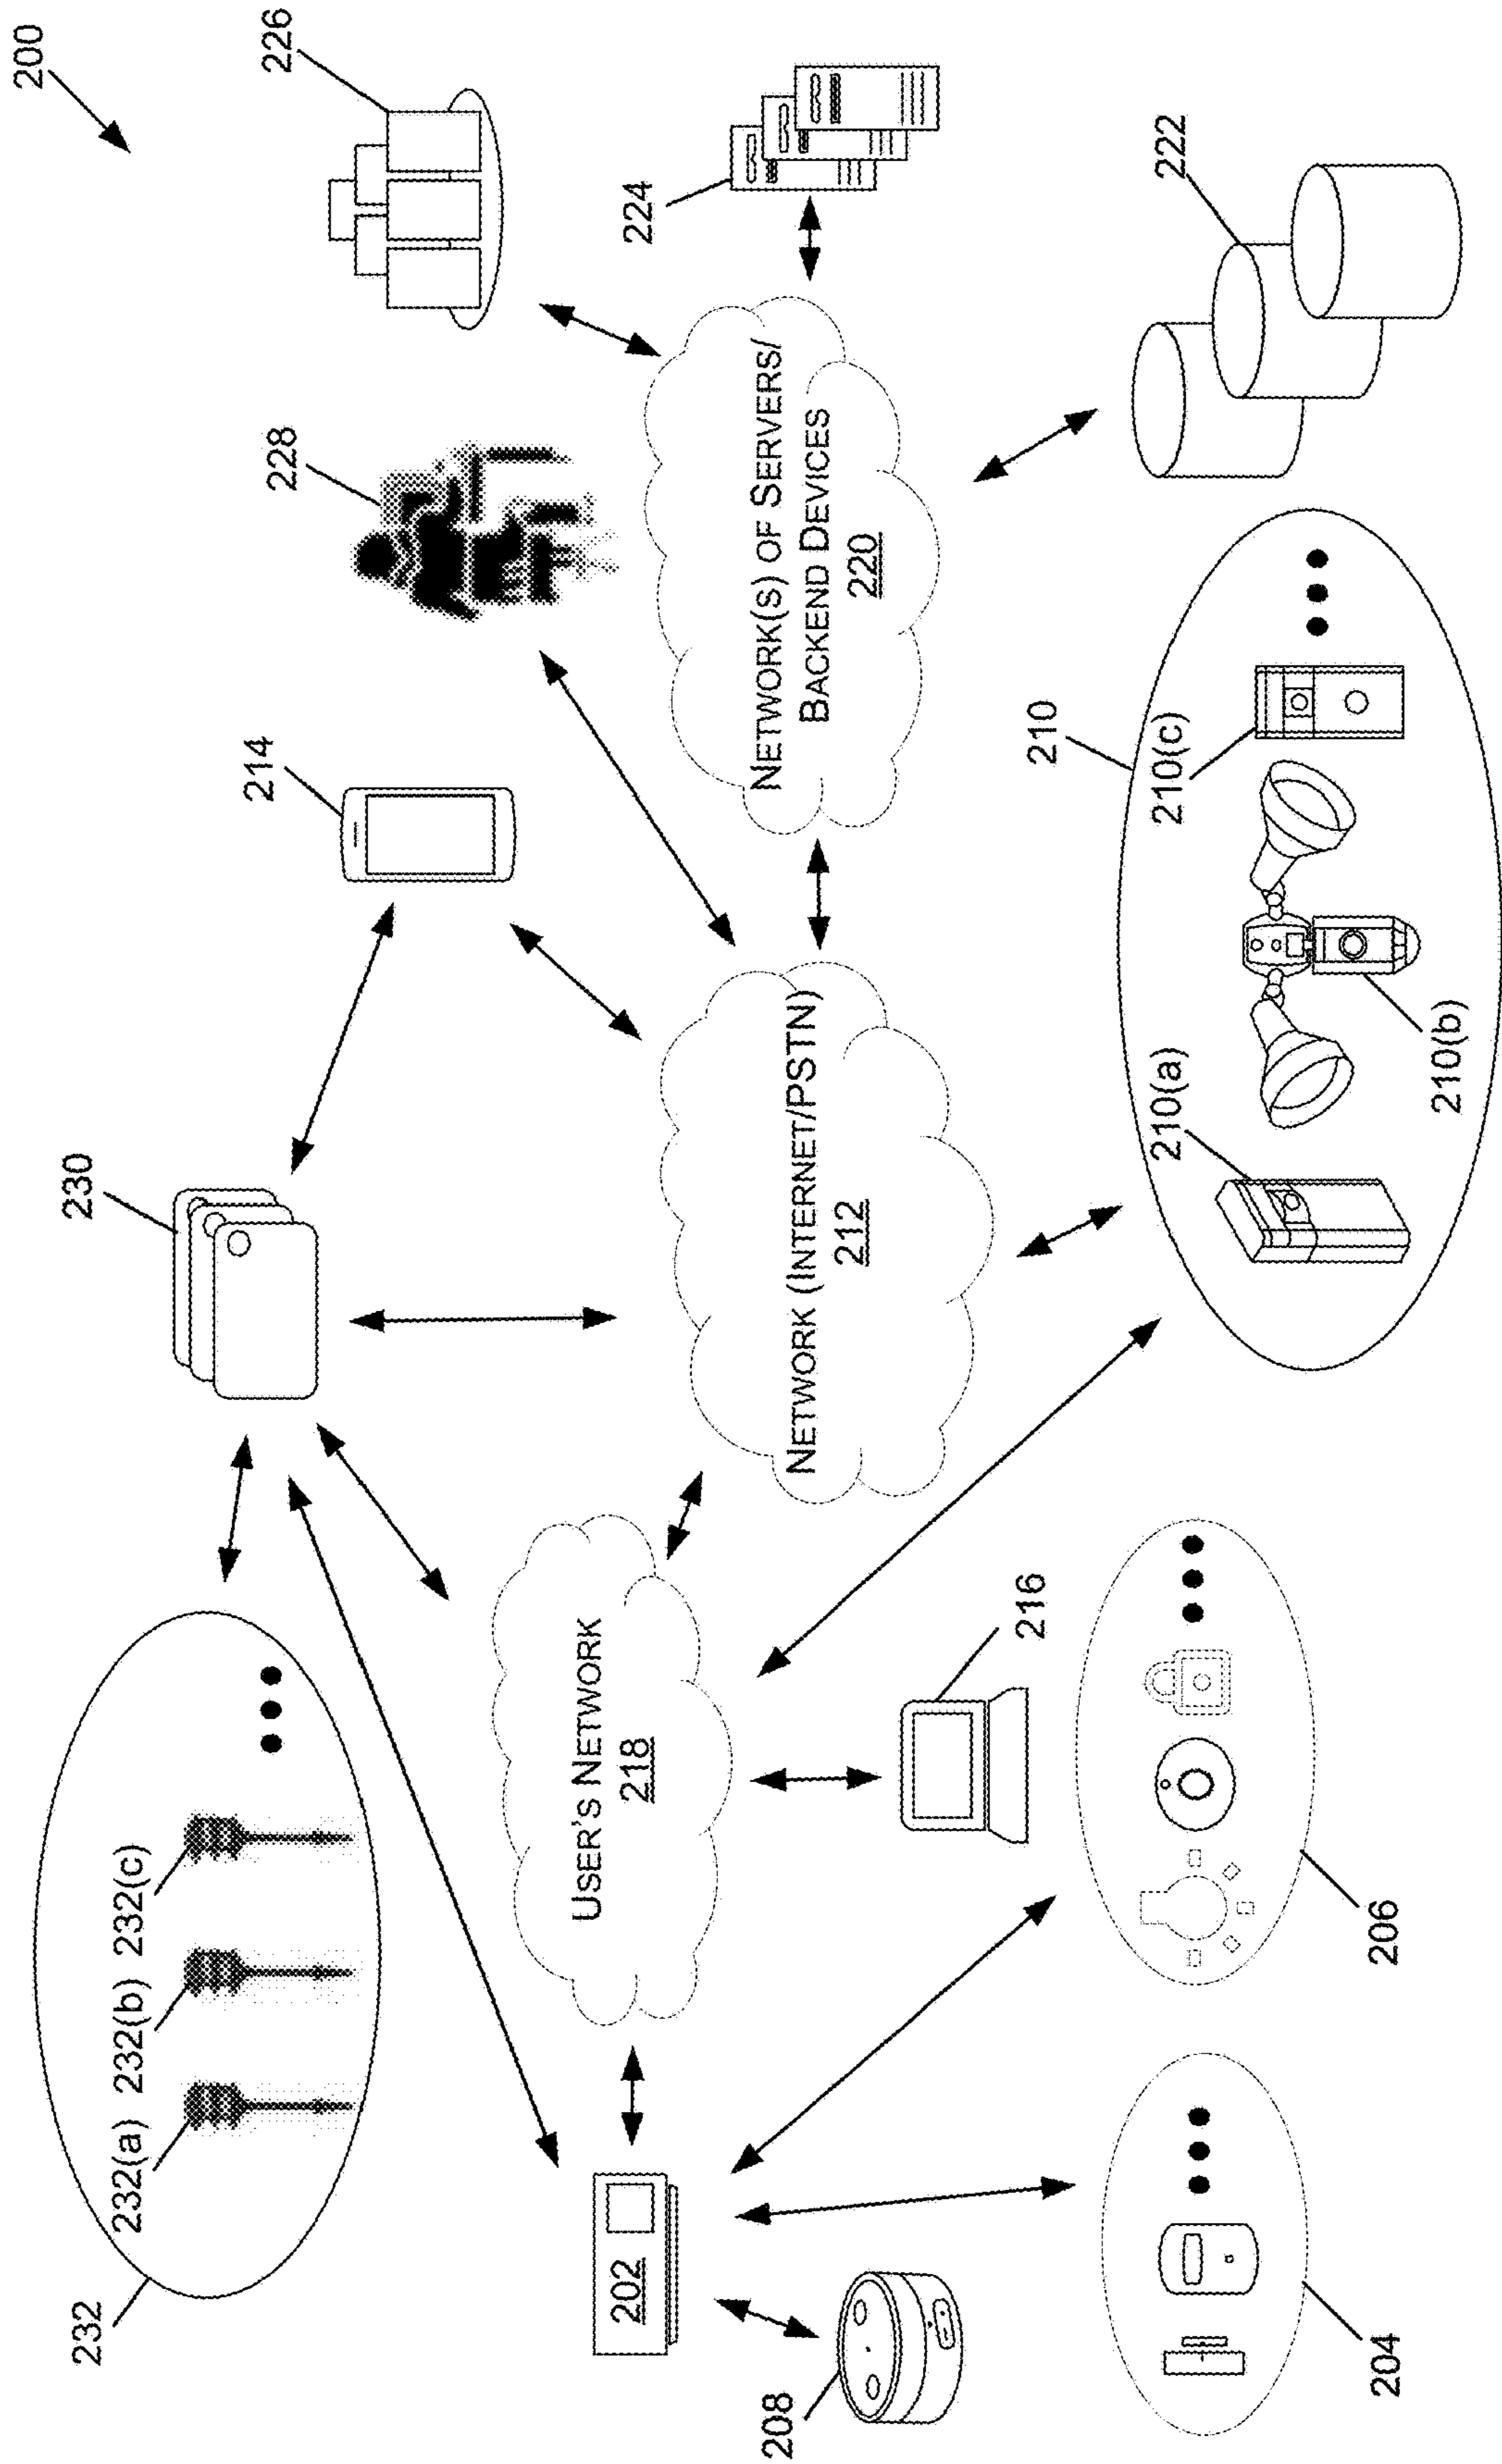 200
226
228
224
214
222
NETWORK(S) OF SERVERS/
BACKEND DEVICES
220
230
NETWORK (INTERNET/PSTN)
212
210
210(c)
210(b)
210(a)
232
232(a)
232(b)
232(c)
USER'S NETWORK
218
216
202
208
206
204